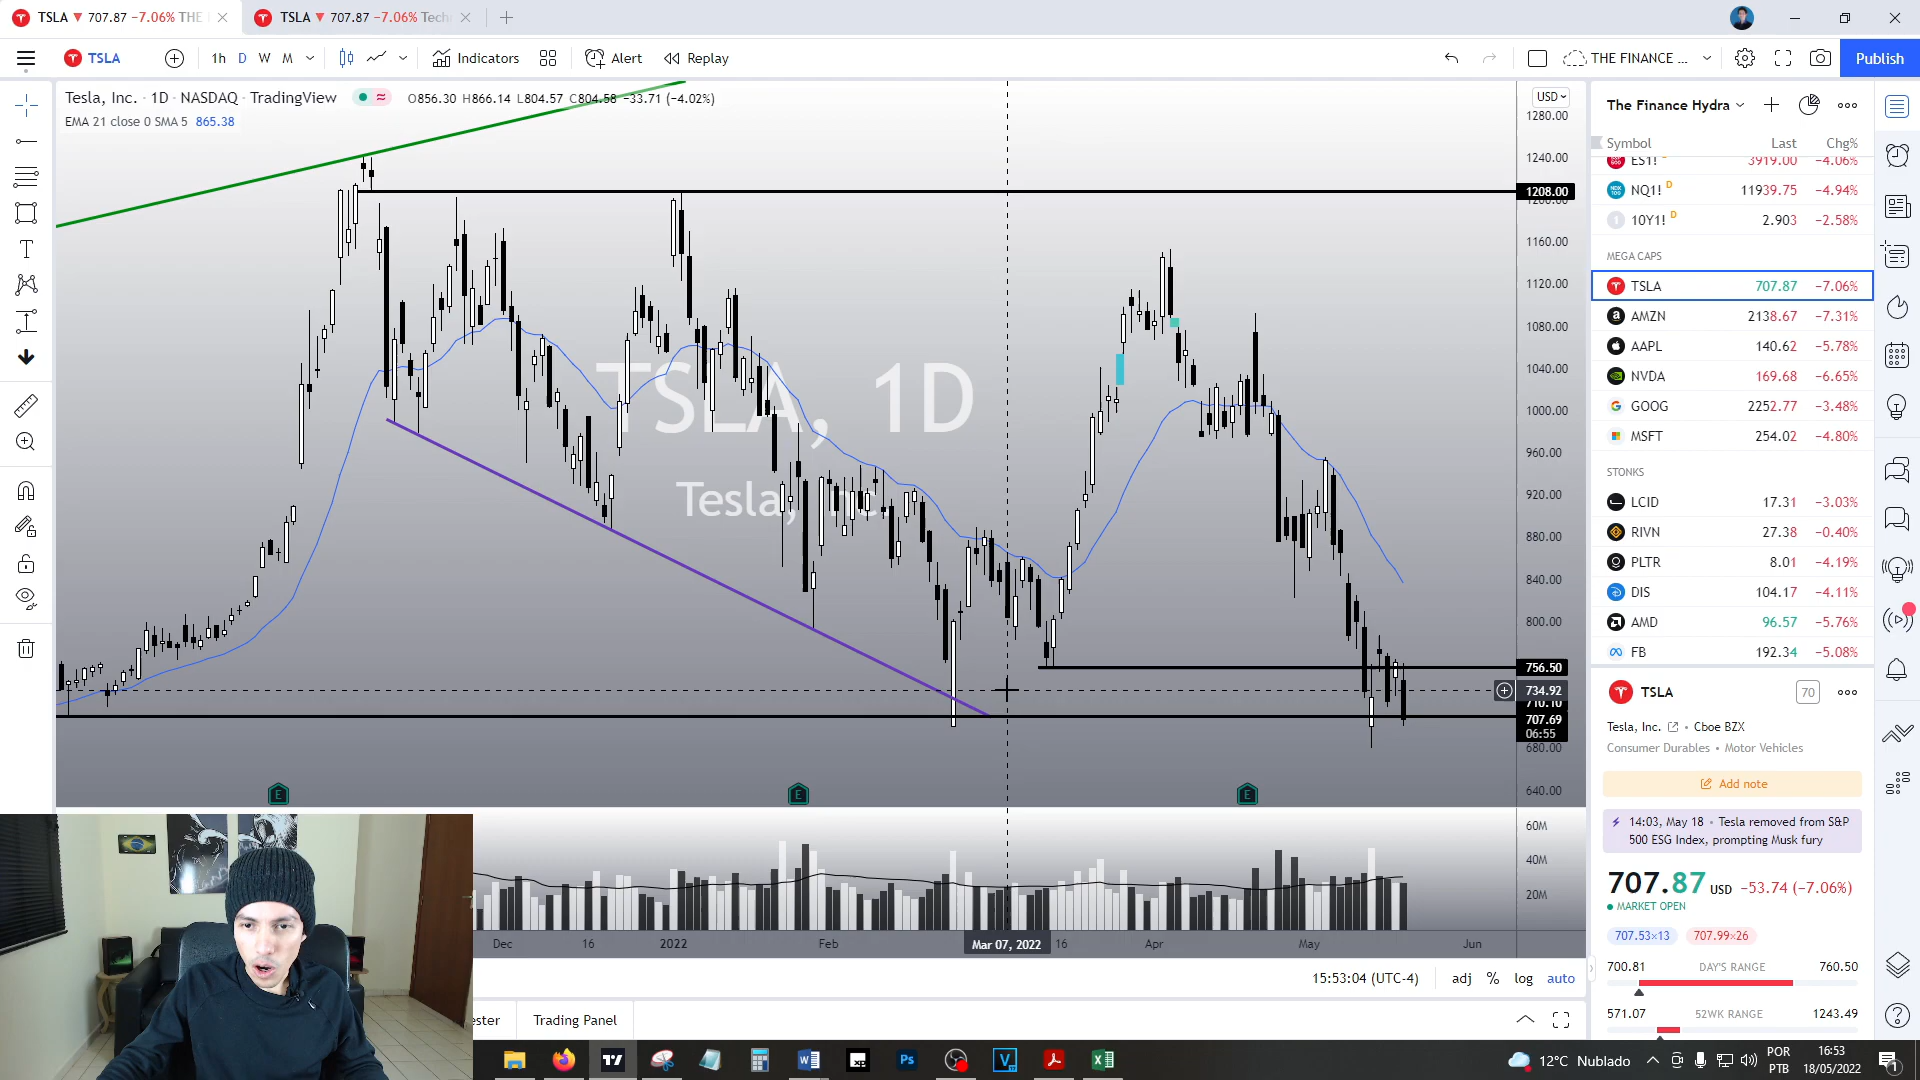 TSLA ▼ 707.87 −7.06% THE
TSLA ▼ 707.87 −7.06% Tech
TSLA
1h D W M
Indicators
Alert
Replay
THE FINANCE ...
Publish
Tesla, Inc. · 1D · NASDAQ · TradingView
O856.30 H866.14 L804.57 C804.58 −33.71 (−4.02%)
EMA 21 close 0 SMA 5 865.38
USD
1280.00
1240.00
1208.00
1200.00
1160.00
1120.00
1080.00
1040.00
1000.00
960.00
920.00
880.00
840.00
800.00
756.50
734.92
710.10
707.69
06:55
680.00
640.00
TSLA, 1D
Tesla, Inc.
E
E
E
60M
40M
20M
Dec 16 2022 Feb Mar 07, 2022 16 Apr May Jun
15:53:04 (UTC-4) adj % log auto
ester Trading Panel
The Finance Hydra
Symbol Last Chg%
ES1! 3919.00 −4.06%
NQ1! D 11939.75 −4.94%
10Y1! D 2.903 −2.58%
MEGA CAPS
TSLA 707.87 −7.06%
AMZN 2138.67 −7.31%
AAPL 140.62 −5.78%
NVDA 169.68 −6.65%
GOOG 2252.77 −3.48%
MSFT 254.02 −4.80%
STONKS
LCID 17.31 −3.03%
RIVN 27.38 −0.40%
PLTR 8.01 −4.19%
DIS 104.17 −4.11%
AMD 96.57 −5.76%
FB 192.34 −5.08%
TSLA 70
Tesla, Inc. • Cboe BZX
Consumer Durables • Motor Vehicles
Add note
14:03, May 18 • Tesla removed from S&P
500 ESG Index, prompting Musk fury
707.87 USD −53.74 (−7.06%)
MARKET OPEN
707.53×13 707.99×26
700.81 DAY'S RANGE 760.50
571.07 52WK RANGE 1243.49
12°C Nublado
POR
PTB
16:53
18/05/2022
1